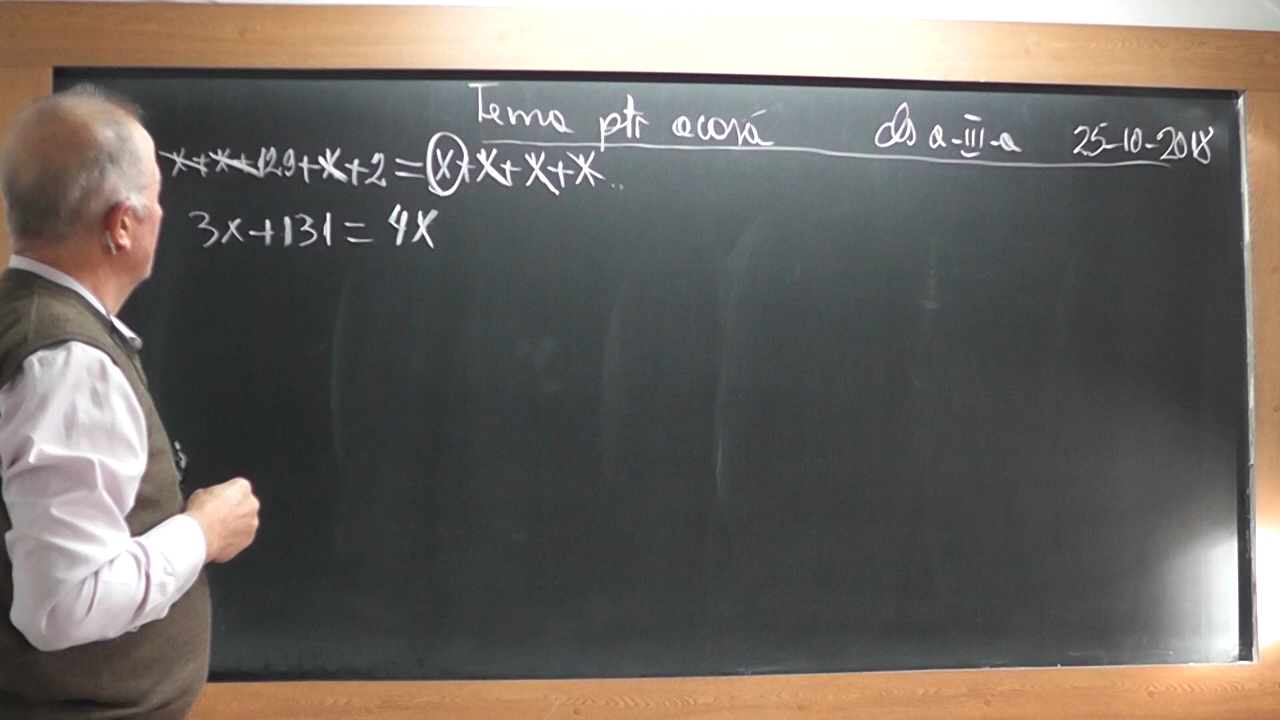 Tema ptr acasă cls a-III-a 25-10-2018
x+x+129+x+2=x+x+x+x..
3x+131=4x